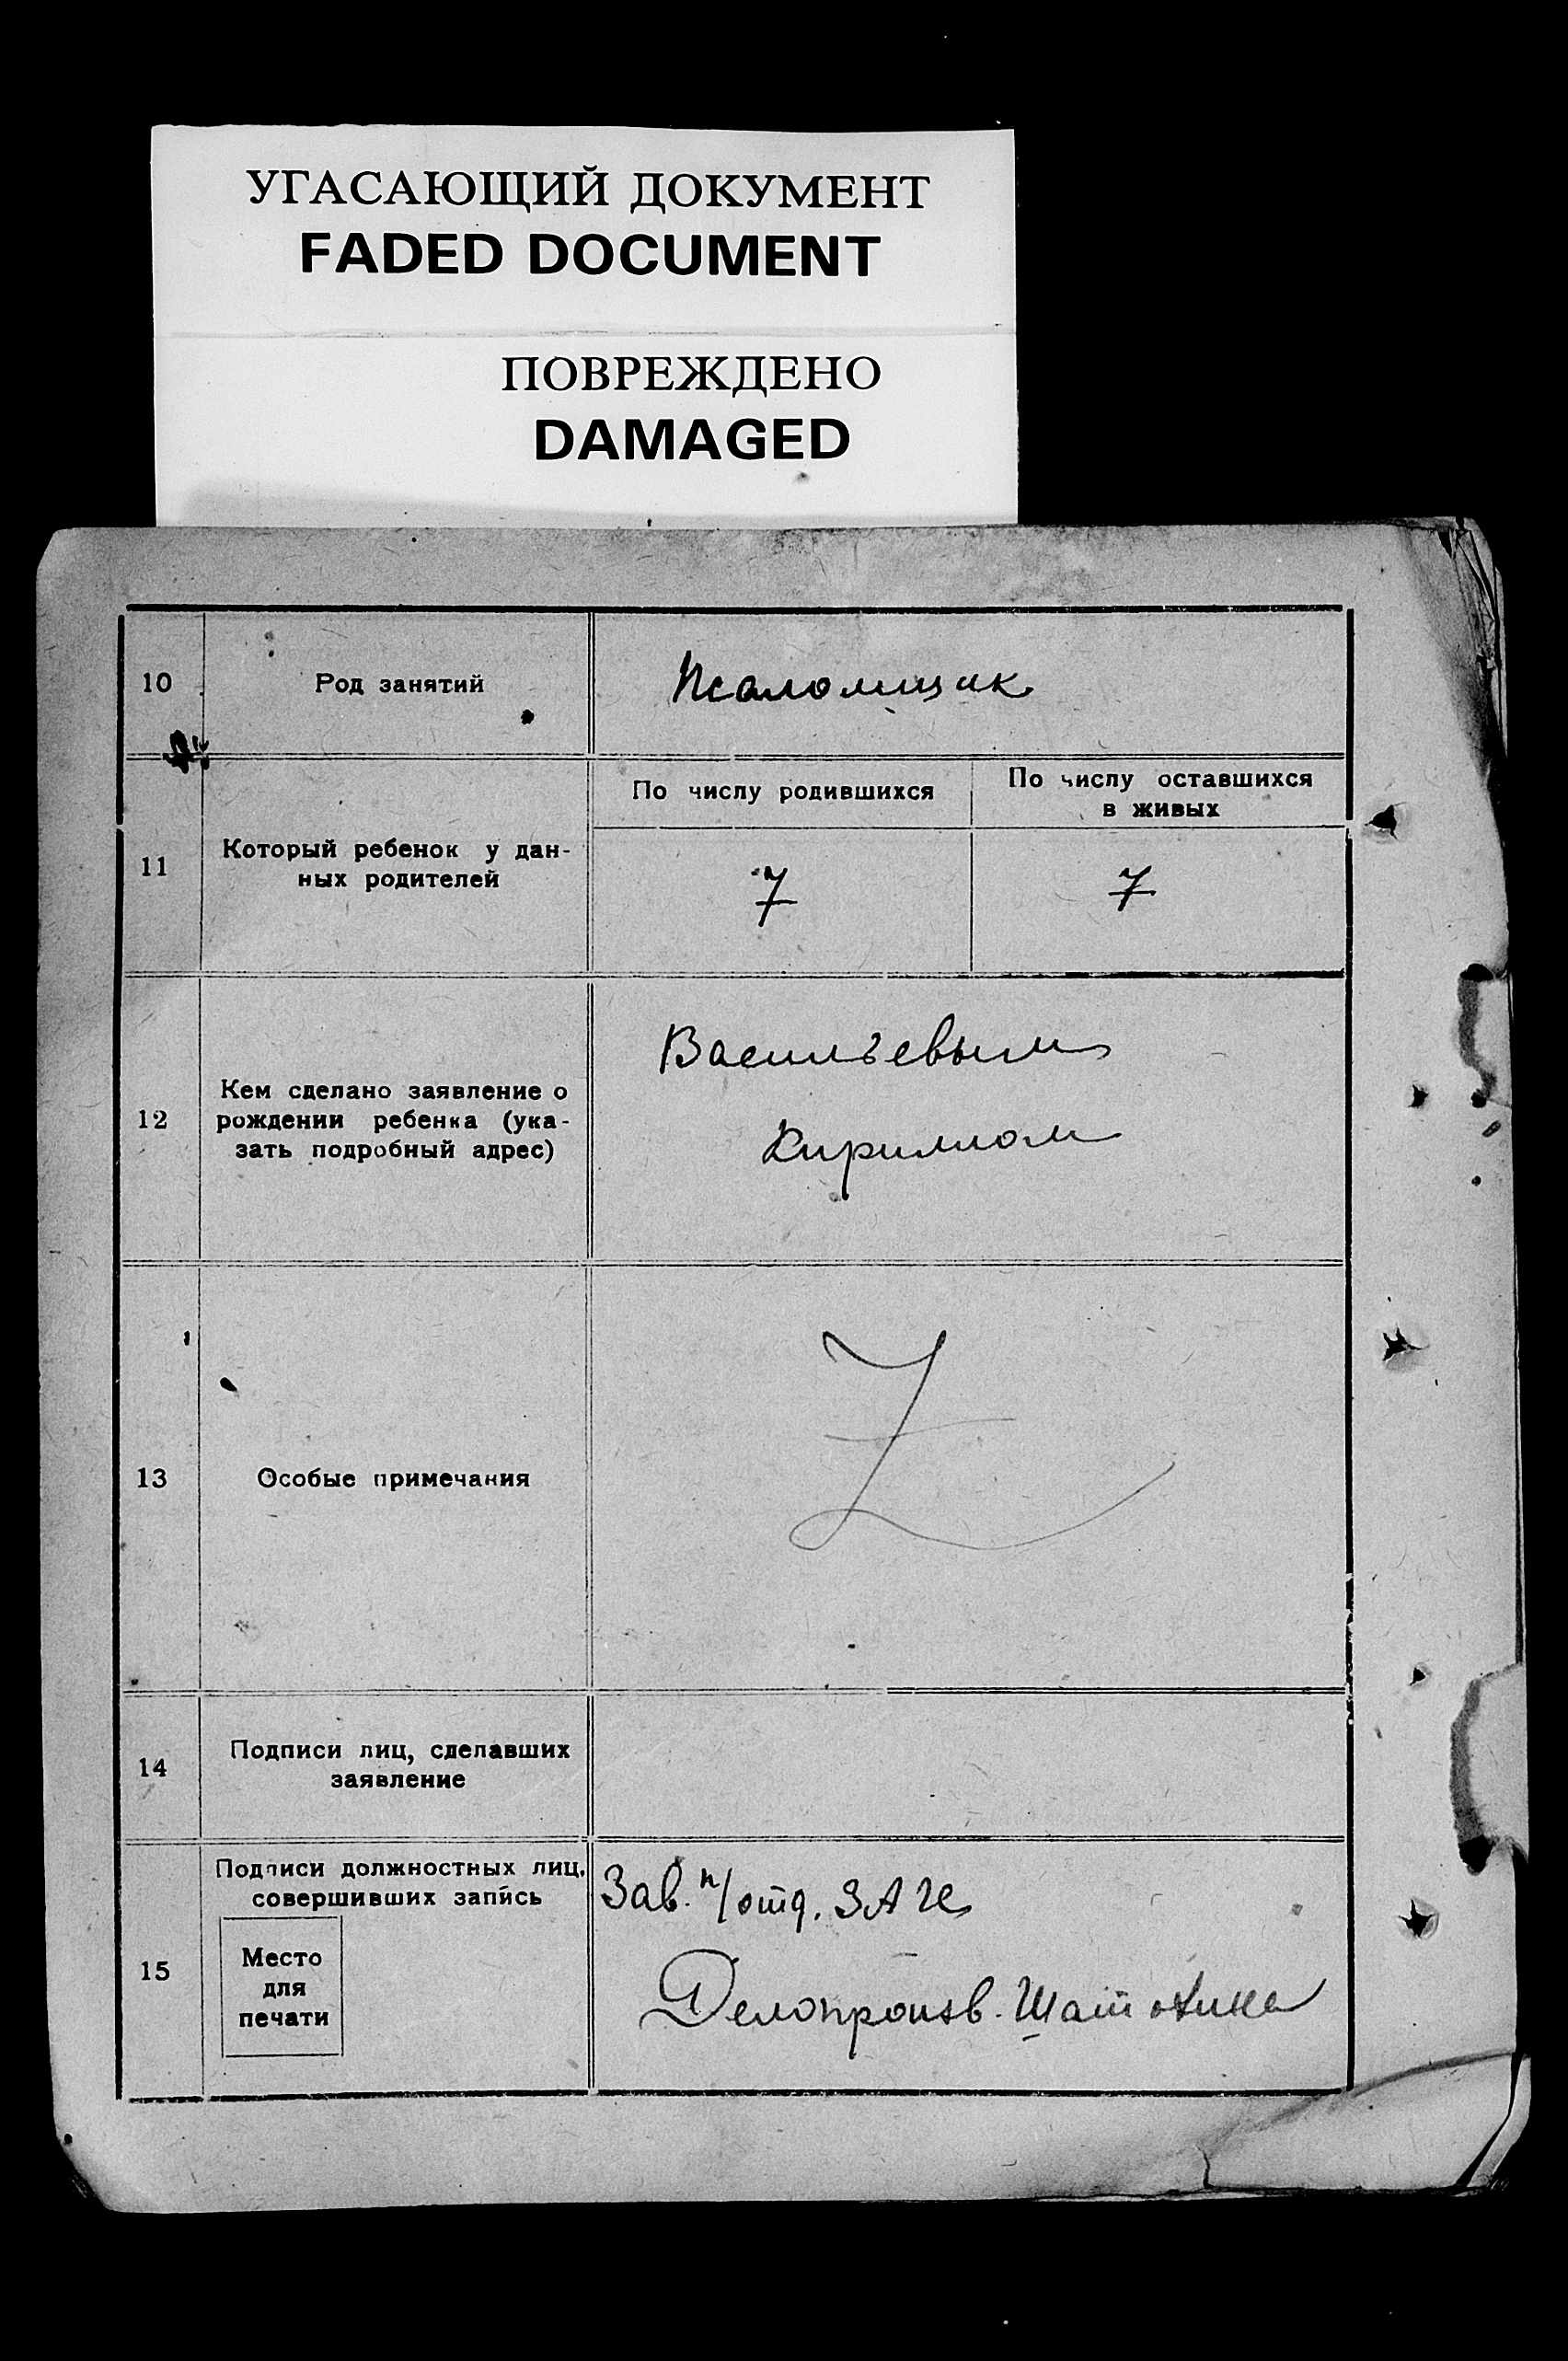 УГАСАЮЩИЙ ДОКУМЕНТ
FADED DOCUMENT
ПОВРЕЖДЕНО
DAMAGED
10 Род занятий Псаломщик
По числу родившихся По числу оставшихся
в живых
11 Который ребенок у дан-
ных родителей
7 7
12 Кем сделано заявление о
рождении ребенка (ука-
зать подробный адрес)
Васильевым
Кириллом
13 Особые примечания
14 Подписи лиц, сделавших
заявление
15 Подписи должностных лиц,
совершивших запись
Место
для
печати
Зав. п/отд. ЗАГС
Делопроизв.